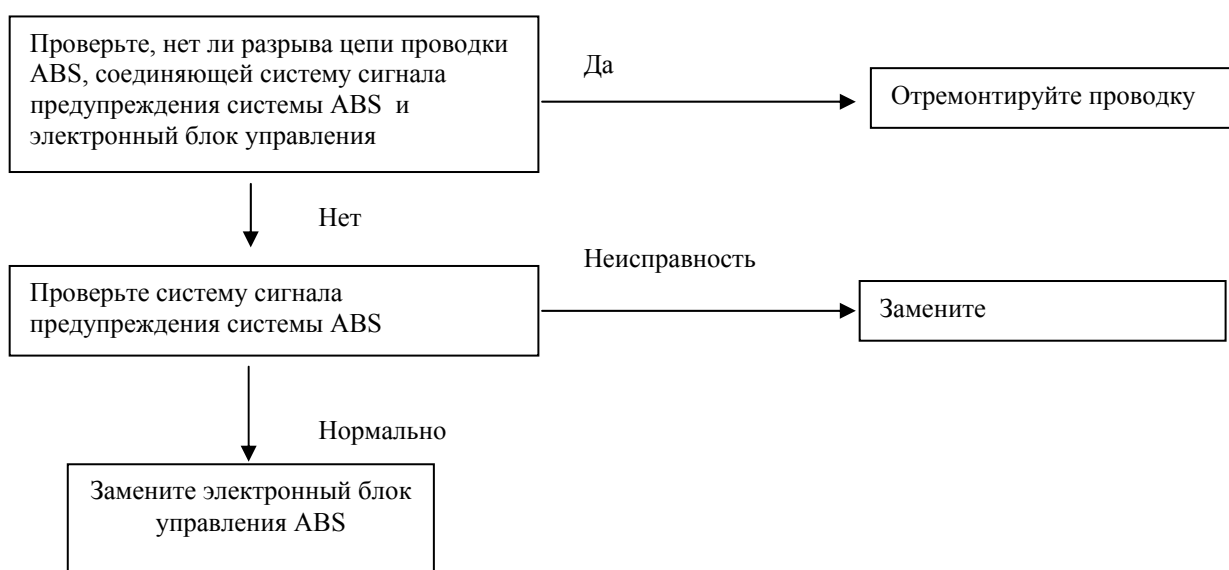 Проверьте, нет ли разрыва цепи проводки
ABS, соединяющей систему сигнала
предупреждения системы ABS и
электронный блок управления
Да
Отремонтируйте проводку
Нет
Неисправность
Проверьте систему сигнала
предупреждения системы ABS
Замените
Нормально
Замените электронный блок
управления ABS